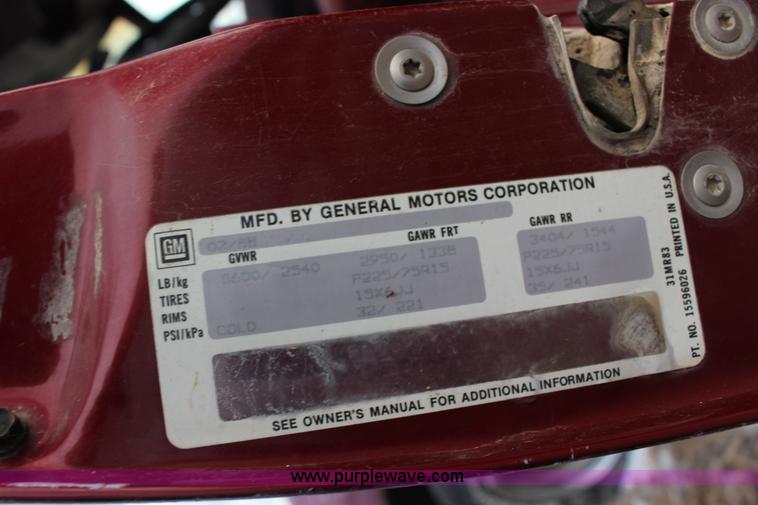 MFD. BY GENERAL MOTORS CORPORATION
GM
02/88
GVWR GAWR FRT GAWR RR
LB/kg 5600/ 2540 2950/ 1338 3404/ 1544
TIRES P225/75R15 P225/75R15
RIMS 15X6JJ 15X6JJ
PSI/kPa COLD 32/ 221 35/ 241
SEE OWNER'S MANUAL FOR ADDITIONAL INFORMATION
31MR83
PT. NO. 15596026 PRINTED IN U.S.A.
www.purplewave.com